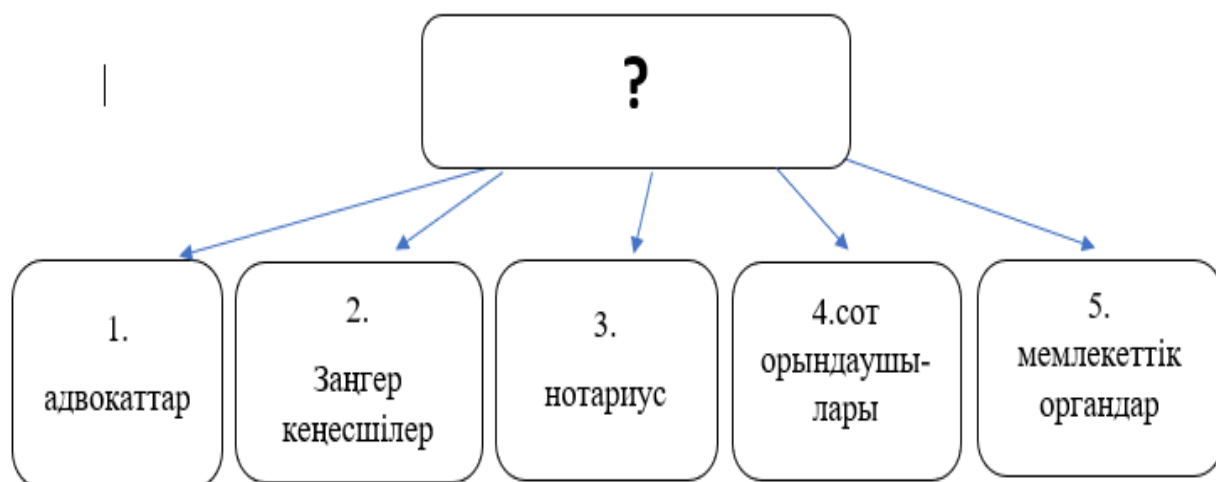 ?
1.
адвокаттар
2.
Заңгер
кеңесшілер
3.
нотариус
4.сот
орындаушы-
лары
5.
мемлекеттік
органдар